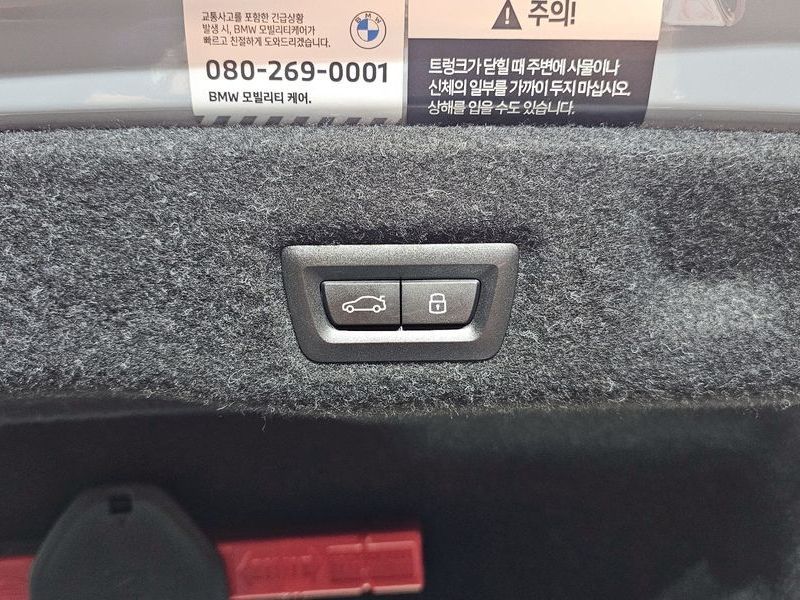 교통사고를 포함한 긴급상황
발생 시, BMW 모빌리티케어가
빠르고 친절하게 도와드리겠습니다.
BMW
080-269-0001
BMW 모빌리티 케어.
주의!
트렁크가 닫힐 때 주변에 사물이나
신체의 일부를 가까이 두지 마십시오.
상해를 입을 수도 있습니다.